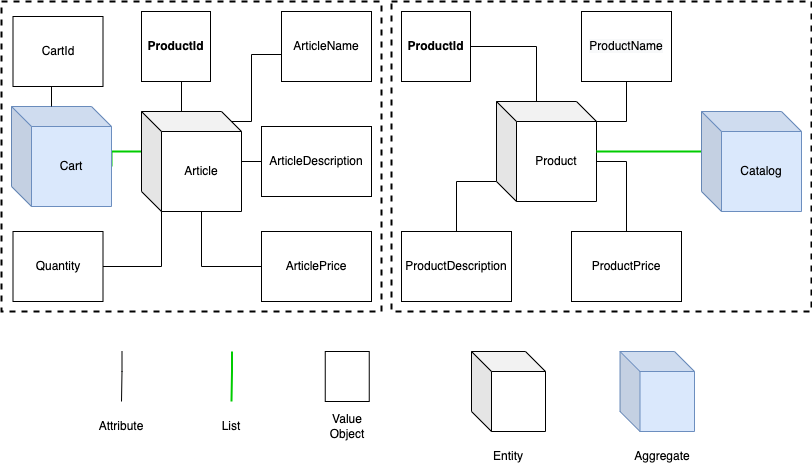 CartId
ProductId
ArticleName
Cart
Article
ArticleDescription
Quantity
ArticlePrice
ProductId
ProductName
Product
Catalog
ProductDescription
ProductPrice
Attribute
List
Value
Object
Entity
Aggregate